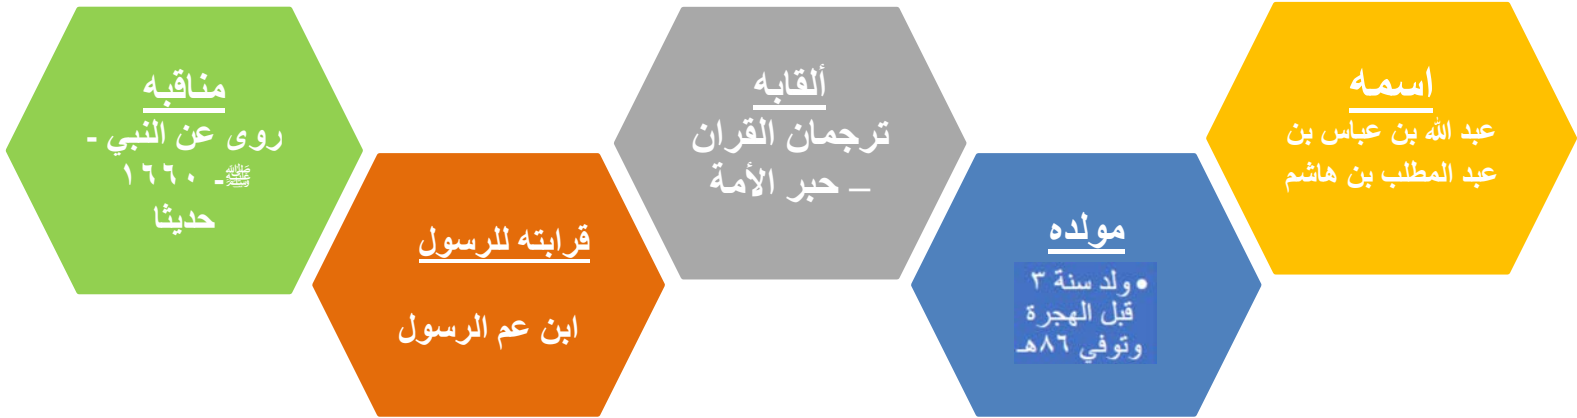 اسمه
عبد الله بن عباس بن
عبد المطلب بن هاشم
مولده
•ولد سنة ٣
قبل الهجرة
وتوفي ٨٦هـ
ألقابه
ترجمان القران
– حبر الأمة
قرابته للرسول
ابن عم الرسول
مناقبه
روى عن النبي -
ﷺ- ١٦٦٠
حديثا